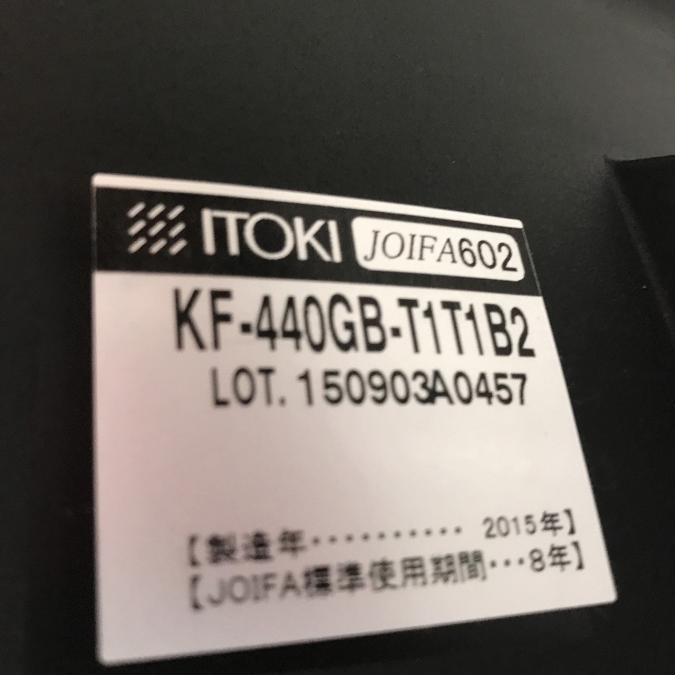 ITOKI JOIFA602
KF-440GB-T1T1B2
LOT. 150903A0457
【製造年･･････････ 2015年】
【JOIFA標準使用期間･･･8年】